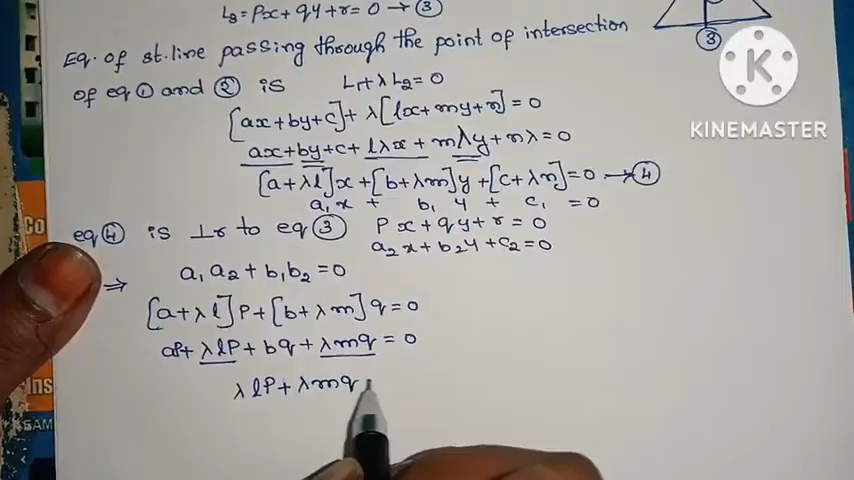 L₃ = Px + qy + r = 0 → ③
Eq. of st. line passing through the point of intersection
③
of eq ① and ② is L₁ + λ L₂ = 0
[ax + by + c] + λ[lx + my + n] = 0
ax + by + c + lλx + mλy + nλ = 0
[a + λl]x + [b + λm]y + [c + λn] = 0 → ④
a₁ x + b₁ y + c₁ = 0
eq ④ is ⊥r to eq ③ Px + qy + r = 0
a₂x + b₂y + c₂ = 0
⇒ a₁a₂ + b₁b₂ = 0
[a + λl]P + [b + λm]q = 0
aP + λlP + bq + λmq = 0
λlP + λmq
K
KINEMASTER
Co
Ins